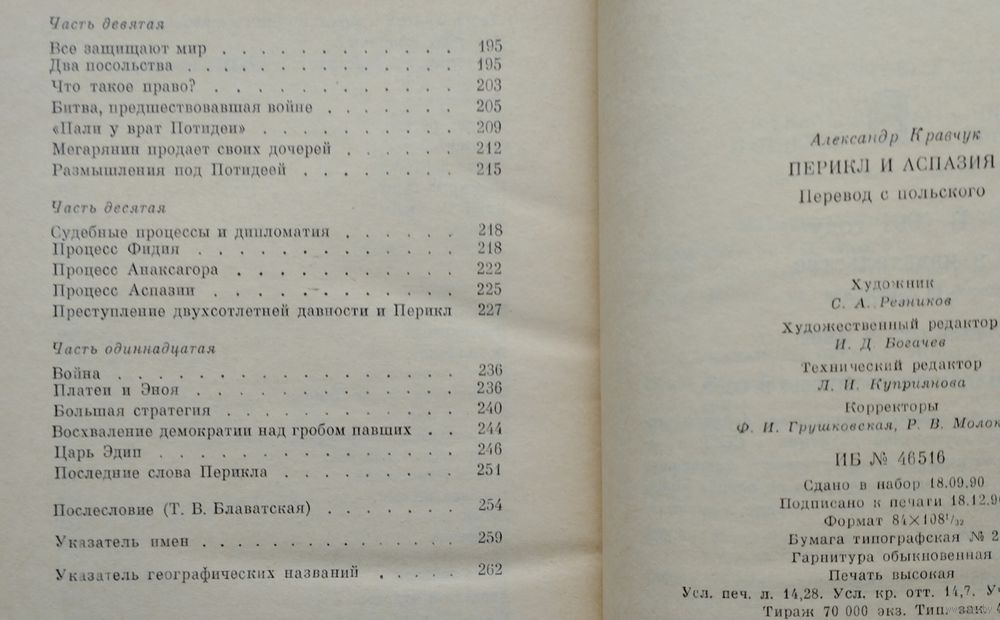 Часть девятая
Все защищают мир . . . . . . . . . . . . . 195
Два посольства . . . . . . . . . . . . . . 195
Что такое право? . . . . . . . . . . . . 203
Битва, предшествовавшая войне . . . . . . . 205
«Пали у врат Потидеи» . . . . . . . . . . 209
Мегарянин продает своих дочерей . . . . . . 212
Размышления под Потидеей . . . . . . . . 215
Часть десятая
Судебные процессы и дипломатия . . . . . . 218
Процесс Фидия . . . . . . . . . . . . . 218
Процесс Анаксагора . . . . . . . . . . . 222
Процесс Аспазии . . . . . . . . . . . . 225
Преступление двухсотлетней давности и Перикл 227
Часть одиннадцатая
Война . . . . . . . . . . . . . . . . 236
Платеи и Эноя . . . . . . . . . . . . . 236
Большая стратегия . . . . . . . . . . . 240
Восхваление демократии над гробом павших . . 244
Царь Эдип . . . . . . . . . . . . . . 246
Последние слова Перикла . . . . . . . . . 251
Послесловие (Т. В. Блаватская) . . . . . . . 254
Указатель имен . . . . . . . . . . . . . 259
Указатель географических названий . . . . . 262
Александр Кравчук
ПЕРИКЛ И АСПАЗИЯ
Перевод с польского
Художник
С. А. Резников
Художественный редактор
И. Д. Богачев
Технический редактор
Л. И. Куприянова
Корректоры
Ф. И. Грушковская, Р. В.
ИБ № 46516
Сдано в набор 18.09.90
Подписано к печати 18.12.9
Формат 84×108¹/₃₂
Бумага типографская № 2
Гарнитура обыкновенная
Печать высокая
Усл. печ. л. 14,28. Усл. кр. отт. 14,7.
Тираж 70 000 экз. Тип. зак.